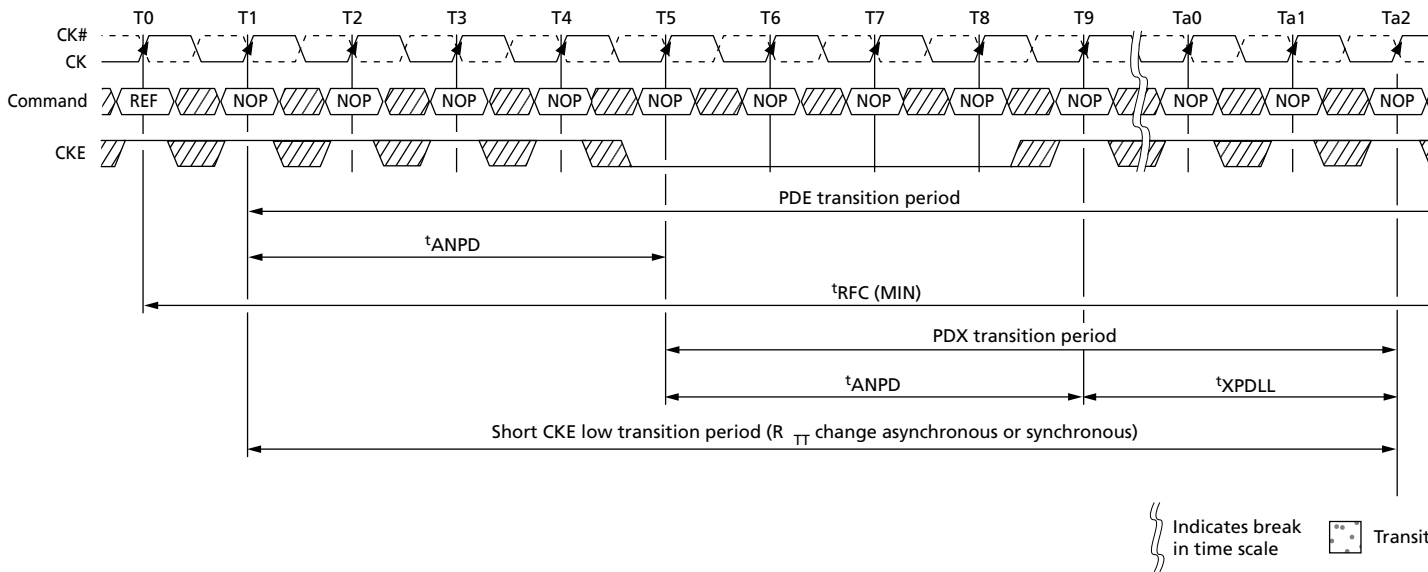 T0 T1 T2 T3 T4 T5 T6 T7 T8 T9 Ta0 Ta1 Ta2
CK#
CK
Command REF NOP NOP NOP NOP NOP NOP NOP NOP NOP NOP NOP NOP
CKE
PDE transition period
tANPD
tRFC (MIN)
PDX transition period
tANPD tXPDLL
Short CKE low transition period (R TT change asynchronous or synchronous)
Indicates break
in time scale
Transit